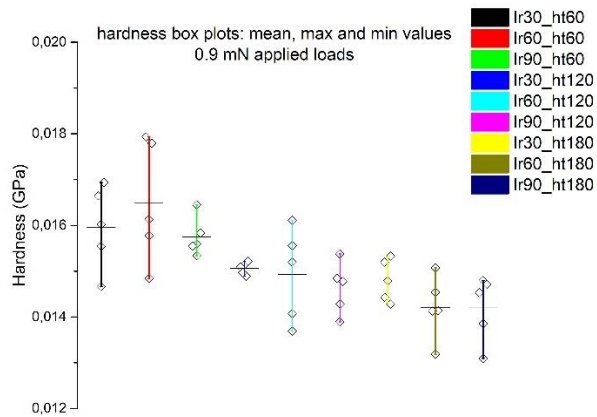 hardness box plots: mean, max and min values
0.9 mN applied loads
Hardness (GPa)
0,020
0,018
0,016
0,014
0,012
Ir30_ht60
Ir60_ht60
Ir90_ht60
Ir30_ht120
Ir60_ht120
Ir90_ht120
Ir30_ht180
Ir60_ht180
Ir90_ht180